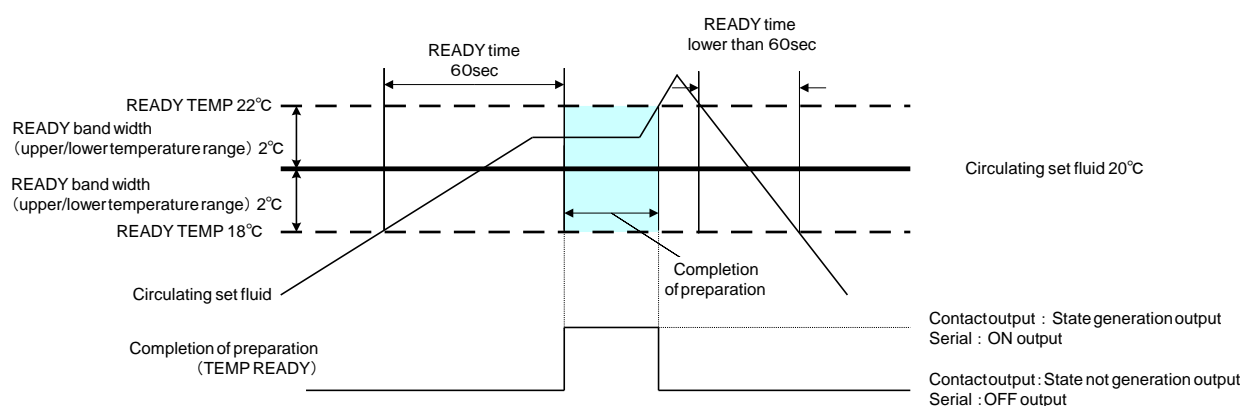 READY time
60sec
READY time
lower than 60sec
READY TEMP 22℃
READY band width
（upper/lower temperature range）2℃
Circulating set fluid 20℃
READY band width
（upper/lower temperature range）2℃
READY TEMP 18℃
Circulating set fluid
Completion
of preparation
Completion of preparation
（TEMP READY）
Contact output：State generation output
Serial：ON output
Contact output：State not generation output
Serial：OFF output